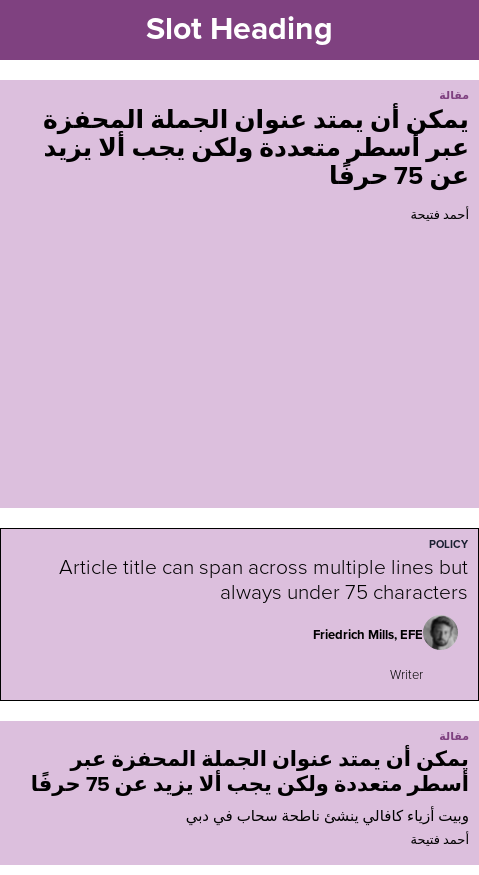 Slot Heading
مقالة
يمكن أن يمتد عنوان الجملة المحفزة
عبر أسطر متعددة ولكن يجب ألا يزيد
عن 75 حرفًا
أحمد فتيحة
POLICY
Article title can span across multiple lines but
always under 75 characters
Friedrich Mills, EFE
Writer
مقالة
يمكن أن يمتد عنوان الجملة المحفزة عبر
أسطر متعددة ولكن يجب ألا يزيد عن 75 حرفًا
وبيت أزياء كافالي ينشئ ناطحة سحاب في دبي
أحمد فتيحة